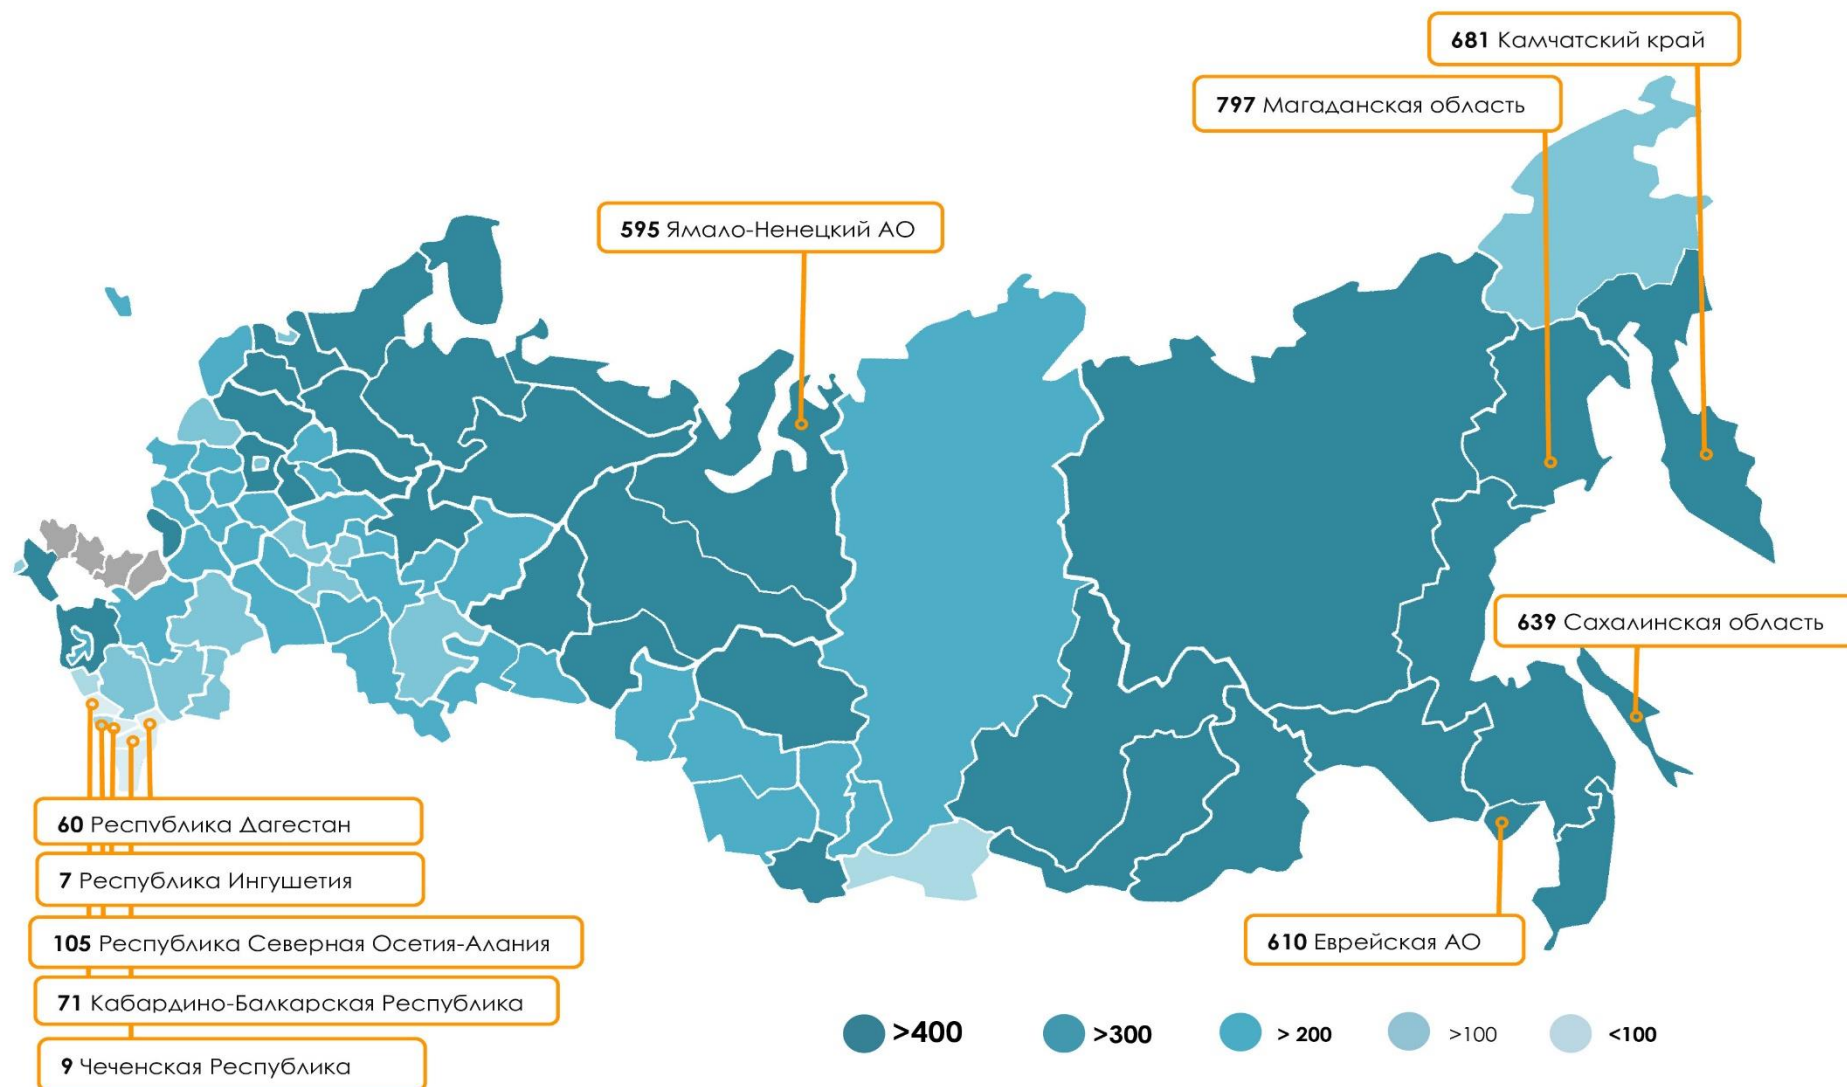 681 Камчатский край
797 Магаданская область
595 Ямало-Ненецкий АО
639 Сахалинская область
60 Республика Дагестан
7 Республика Ингушетия
105 Республика Северная Осетия-Алания
610 Еврейская АО
71 Кабардино-Балкарская Республика
9 Чеченская Республика
>400 >300 > 200 >100 <100